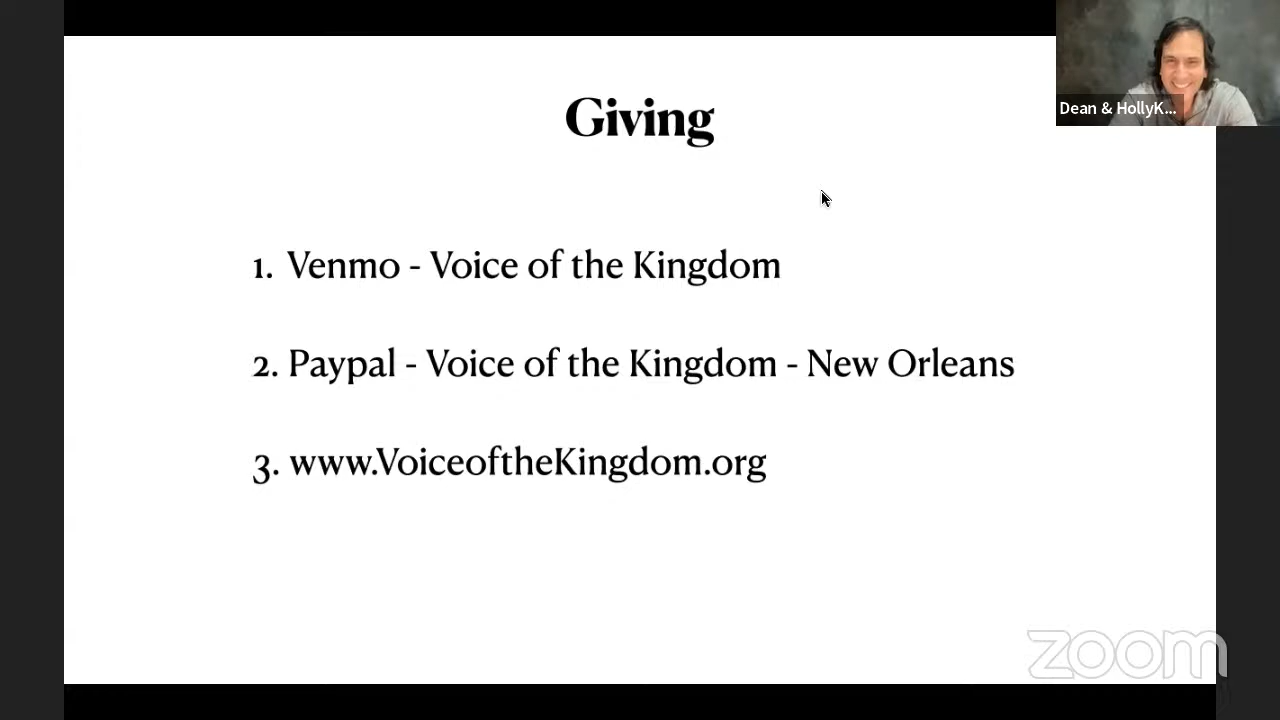 Giving
Dean & HollyK...
1. Venmo - Voice of the Kingdom
2. Paypal - Voice of the Kingdom - New Orleans
3. www.VoiceoftheKingdom.org
zoom